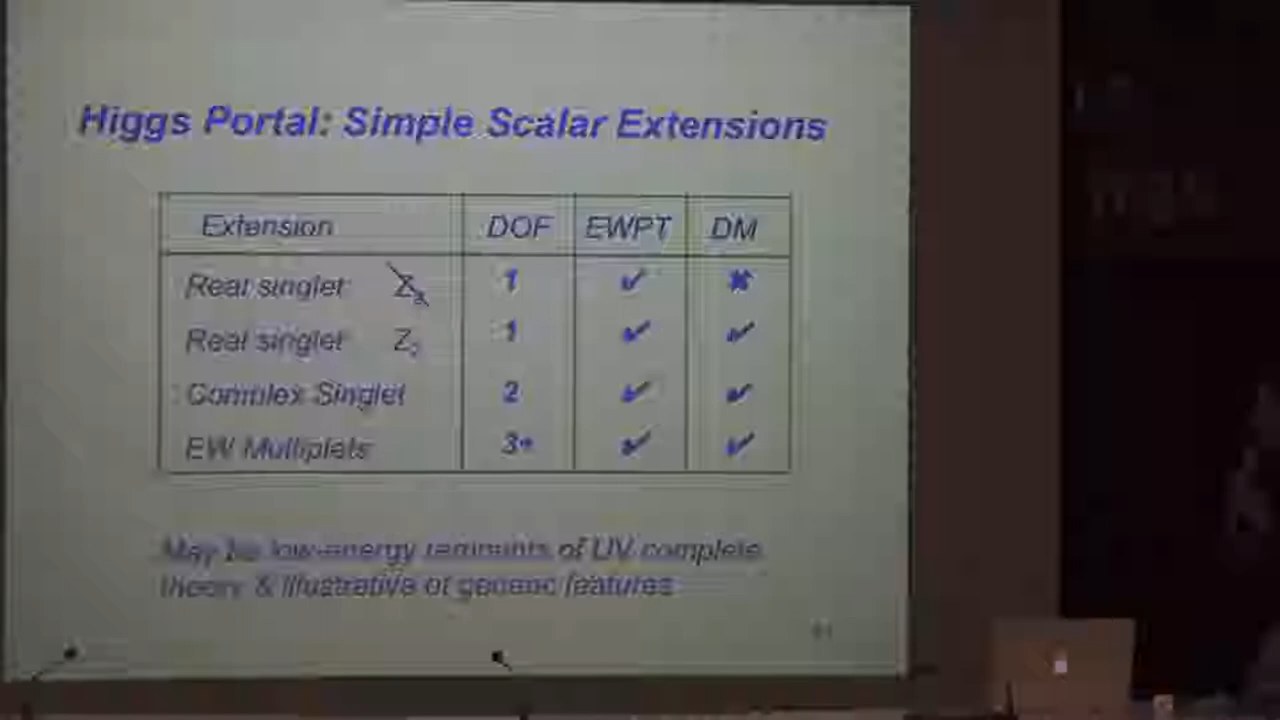 Higgs Portal: Simple Scalar Extensions
Extension DOF EWPT DM
Real singlet Z₂ 1 ✔ ✖
Real singlet Z₂ 1 ✔ ✔
Complex Singlet 2 ✔ ✔
EW Multiplets 3+ ✔ ✔
May be low-energy remnants of UV complete
theory & illustrative of generic features